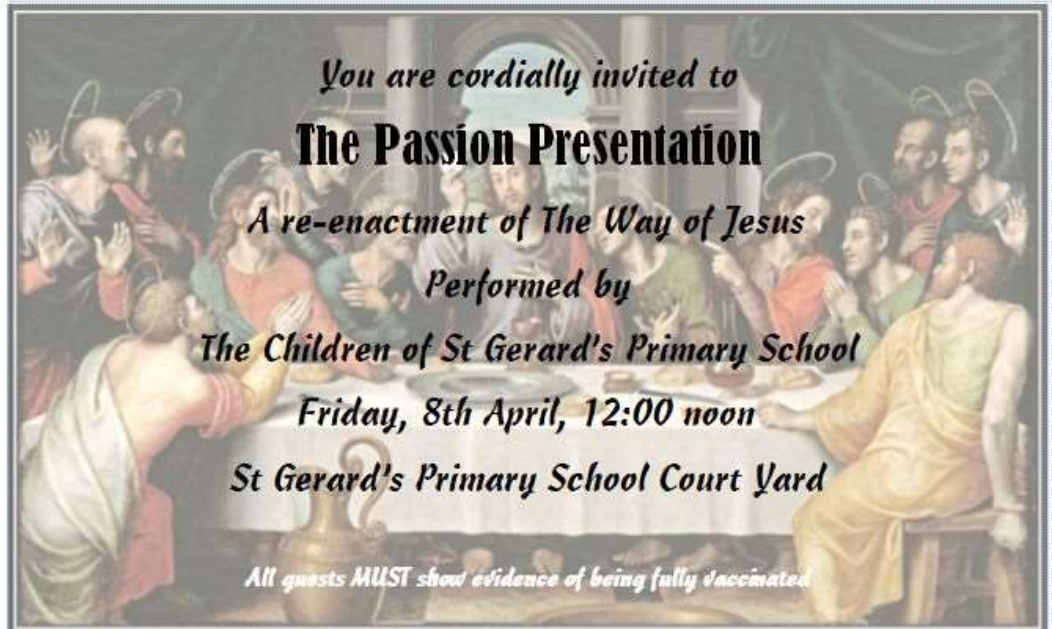 You are cordially invited to
The Passion Presentation
A re-enactment of The Way of Jesus
Performed by
The Children of St Gerard's Primary School
Friday, 8th April, 12:00 noon
St Gerard's Primary School Court Yard
All guests MUST show evidence of being fully vaccinated